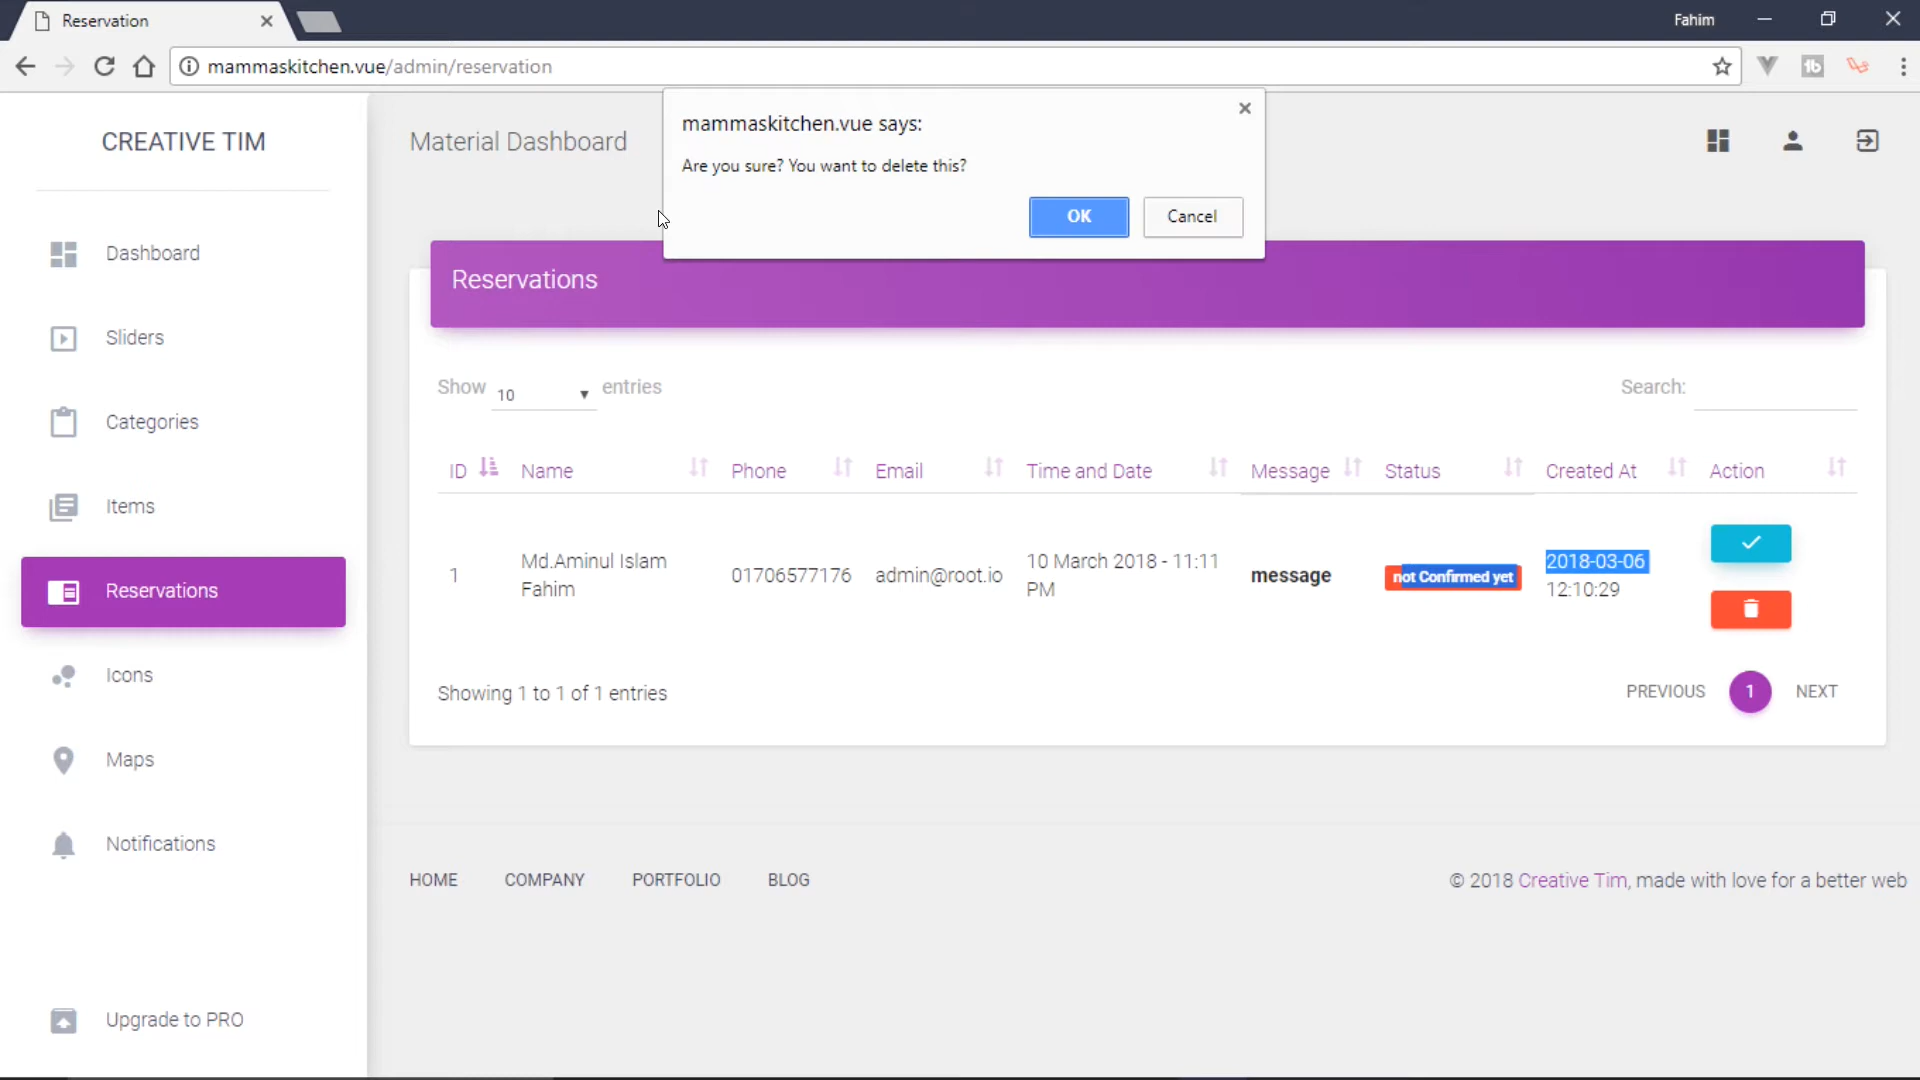 Reservation
Fahim
mammaskitchen.vue/admin/reservation
CREATIVE TIM
Material Dashboard
mammaskitchen.vue says:
Are you sure? You want to delete this?
OK
Cancel
Dashboard
Sliders
Categories
Items
Reservations
Icons
Maps
Notifications
Upgrade to PRO
Reservations
Show 10 entries
Search:
ID Name Phone Email Time and Date Message Status Created At Action
1 Md.Aminul Islam Fahim 01706577176 admin@root.io 10 March 2018 - 11:11 PM message not Confirmed yet 2018-03-06 12:10:29
Showing 1 to 1 of 1 entries
PREVIOUS 1 NEXT
HOME COMPANY PORTFOLIO BLOG
© 2018 Creative Tim, made with love for a better web